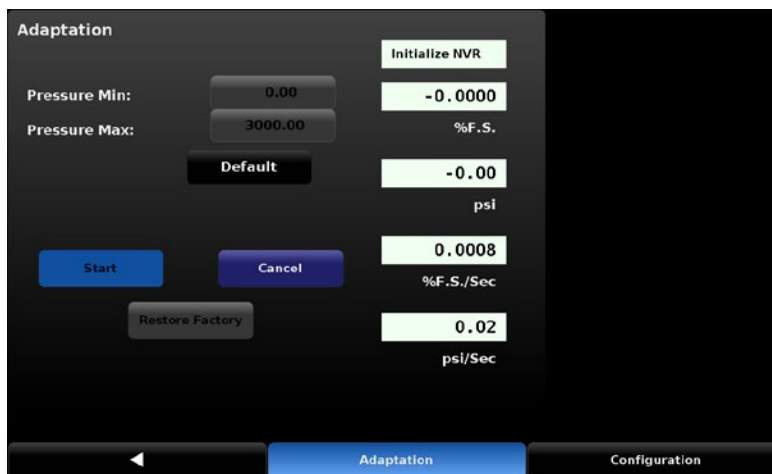 Adaptation
Initialize NVR
Pressure Min: 0.00
-0.0000
Pressure Max: 3000.00
%F.S.
Default
-0.00
psi
0.0008
Start Cancel
%F.S./Sec
Restore Factory
0.02
psi/Sec
Adaptation Configuration